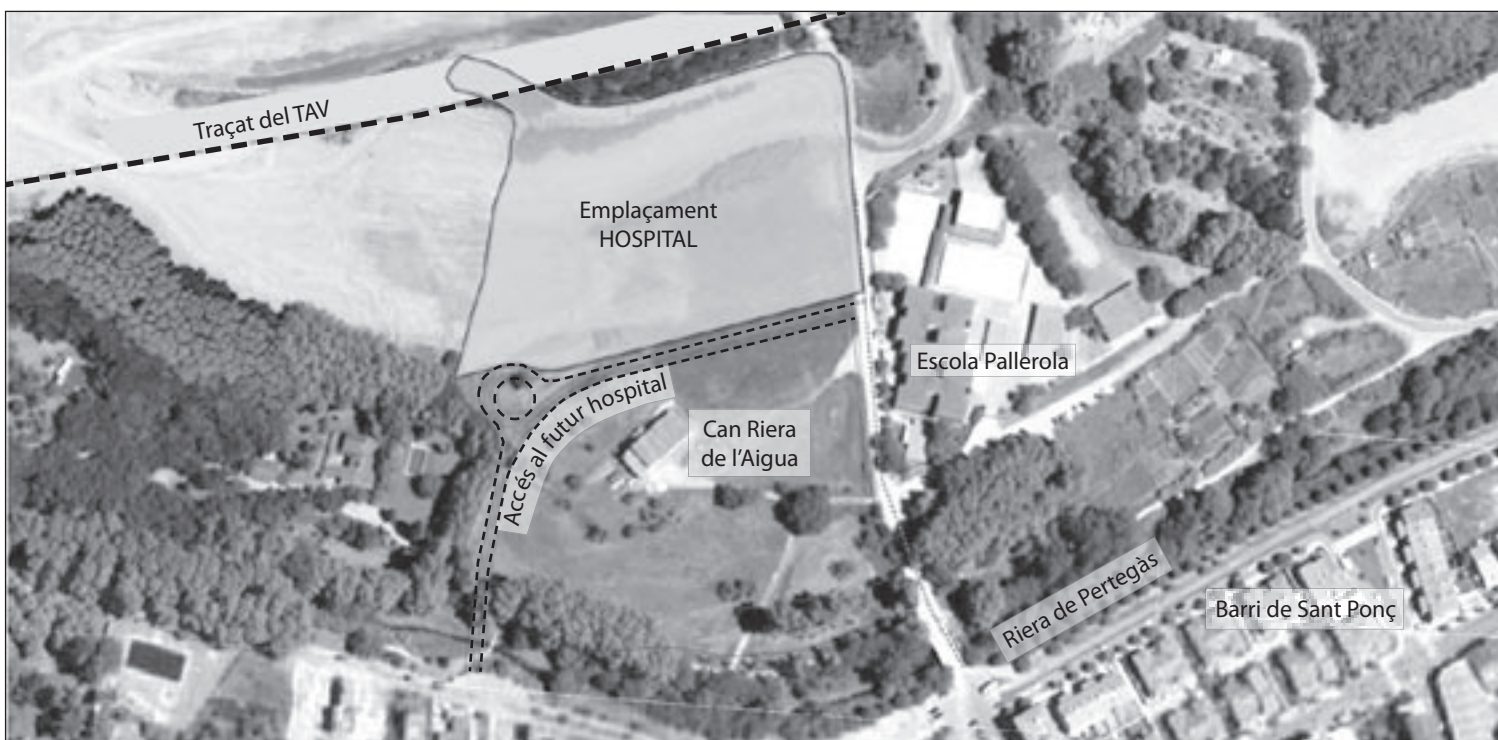 Traçat del TAV
Emplaçament
HOSPITAL
Escola Pallerola
Accés al futur hospital
Can Riera
de l'Aigua
Riera de Pertegàs
Barri de Sant Ponç